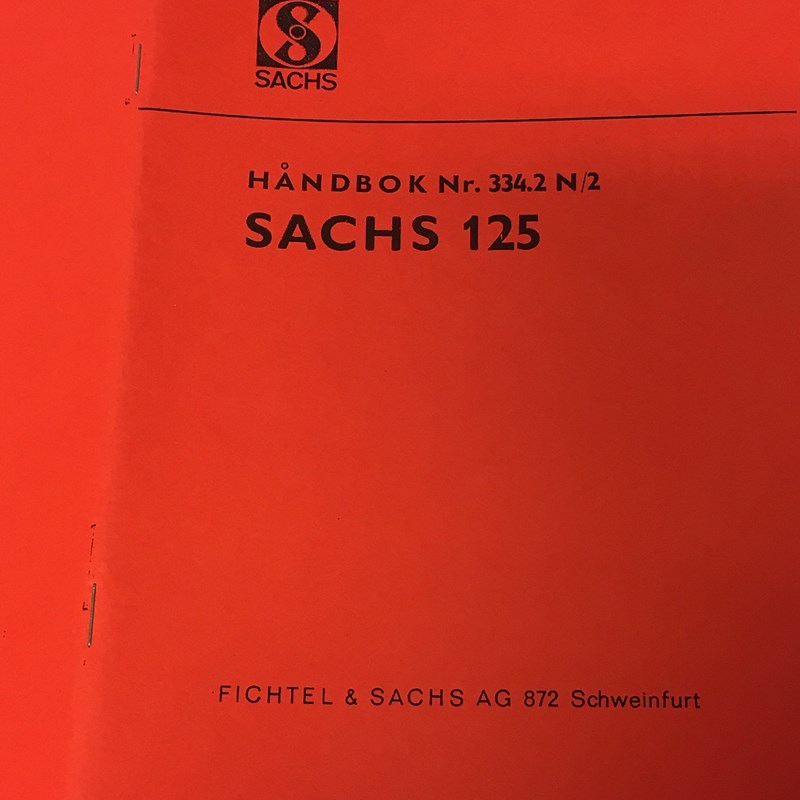 SACHS
HÅNDBOK Nr. 334.2 N/2
SACHS 125
FICHTEL & SACHS AG 872 Schweinfurt